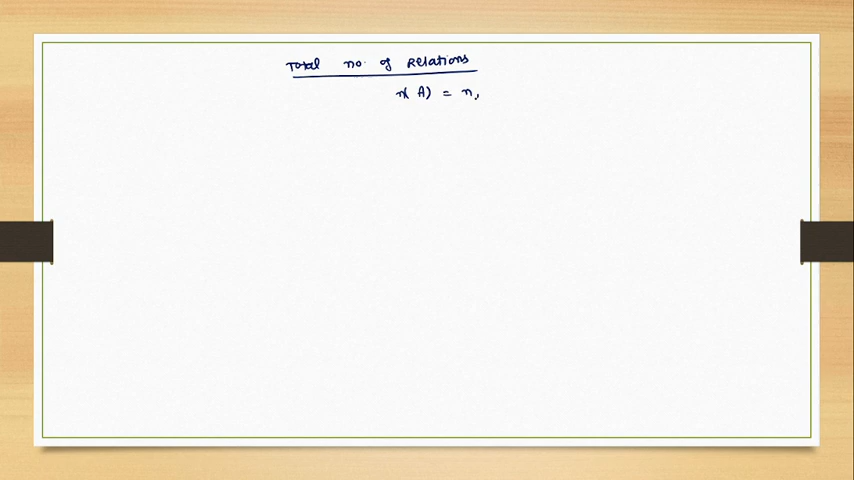 Total no. of Relations
n(A) = n,